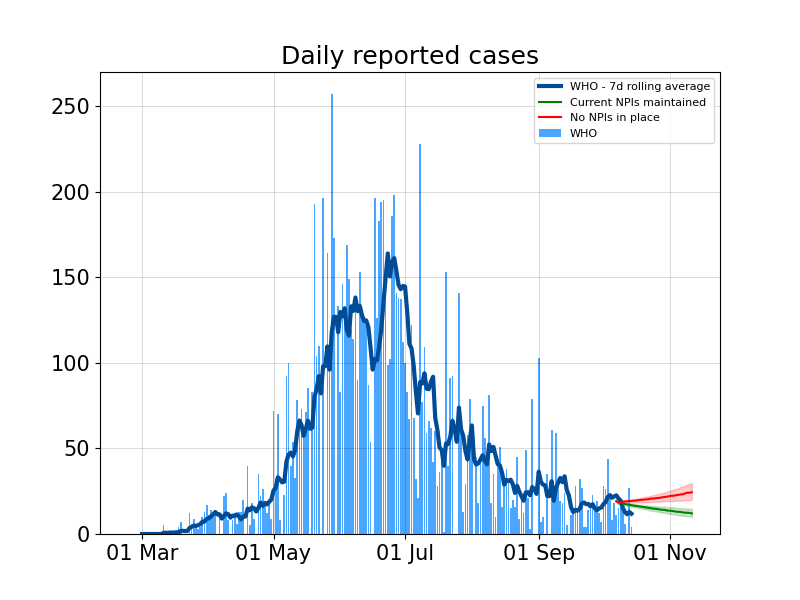 Daily reported cases
WHO - 7d rolling average
Current NPIs maintained
No NPIs in place
WHO
250
200
150
100
50
0
01 Mar
01 May
01 Jul
01 Sep
01 Nov